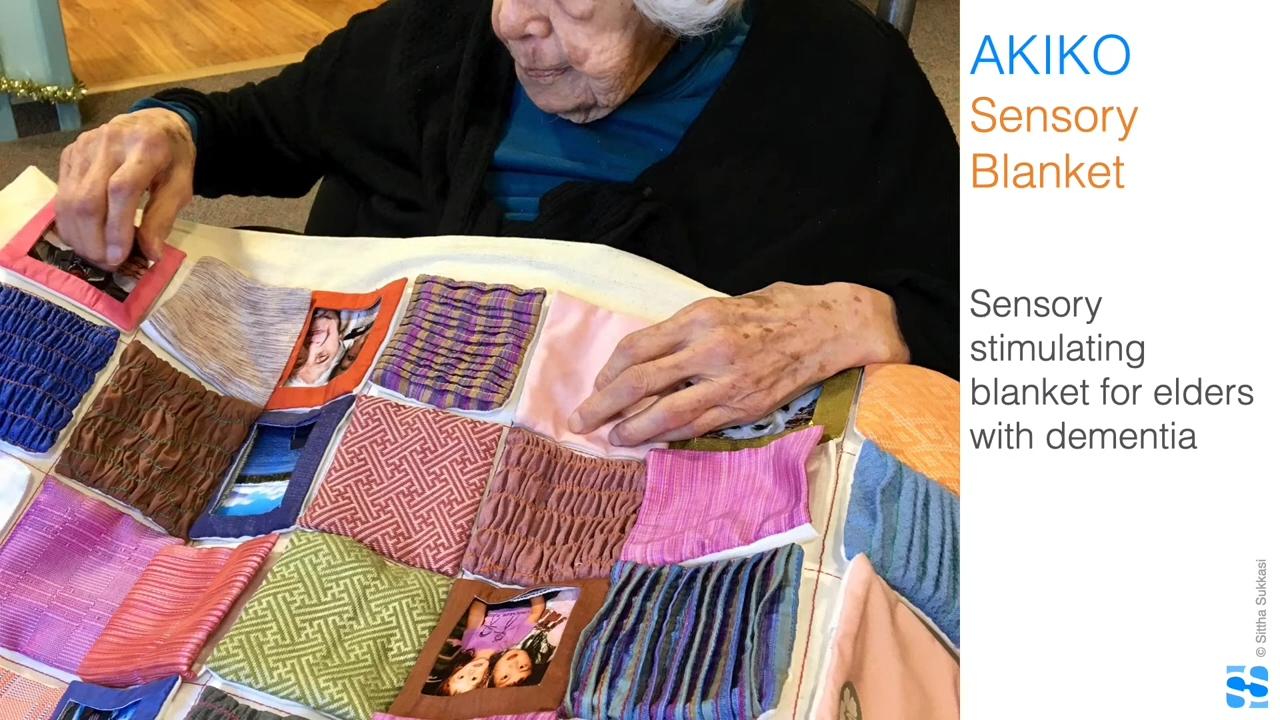 AKIKO
Sensory
Blanket
Sensory
stimulating
blanket for elders
with dementia
© Sittha Sukkasi